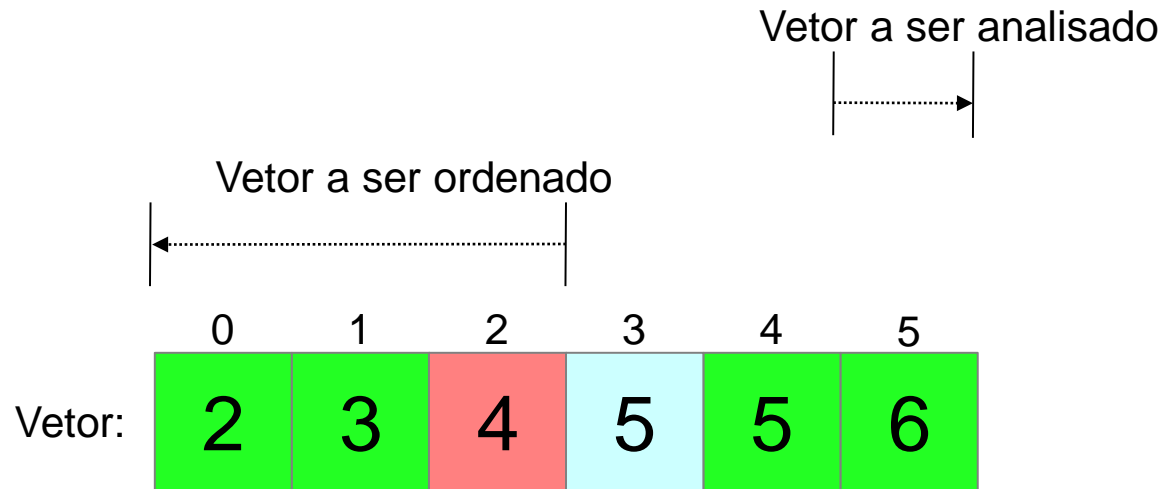 Vetor a ser analisado
Vetor a ser ordenado
0 1 2 3 4 5
Vetor: 2 3 4 5 5 6